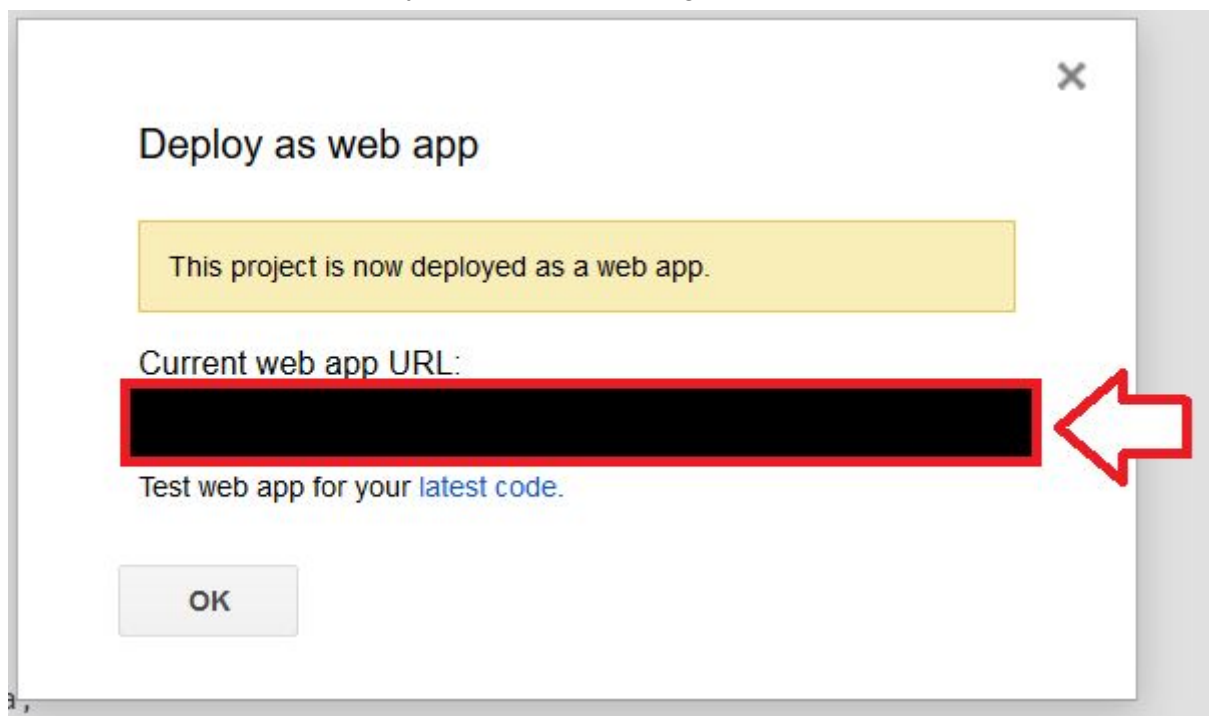 Deploy as web app
This project is now deployed as a web app.
Current web app URL:
Test web app for your latest code.
OK